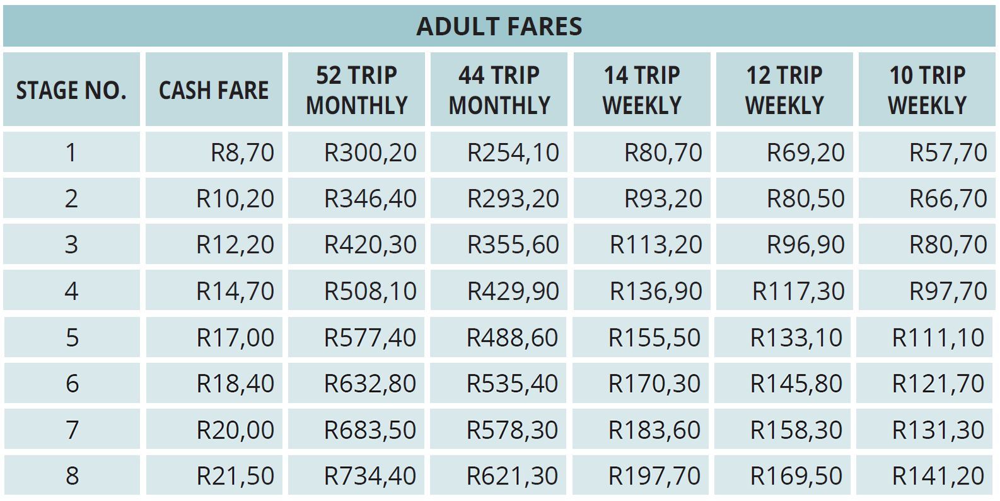 ADULT FARES
STAGE NO. CASH FARE 52 TRIP MONTHLY 44 TRIP MONTHLY 14 TRIP WEEKLY 12 TRIP WEEKLY 10 TRIP WEEKLY
1 R8,70 R300,20 R254,10 R80,70 R69,20 R57,70
2 R10,20 R346,40 R293,20 R93,20 R80,50 R66,70
3 R12,20 R420,30 R355,60 R113,20 R96,90 R80,70
4 R14,70 R508,10 R429,90 R136,90 R117,30 R97,70
5 R17,00 R577,40 R488,60 R155,50 R133,10 R111,10
6 R18,40 R632,80 R535,40 R170,30 R145,80 R121,70
7 R20,00 R683,50 R578,30 R183,60 R158,30 R131,30
8 R21,50 R734,40 R621,30 R197,70 R169,50 R141,20